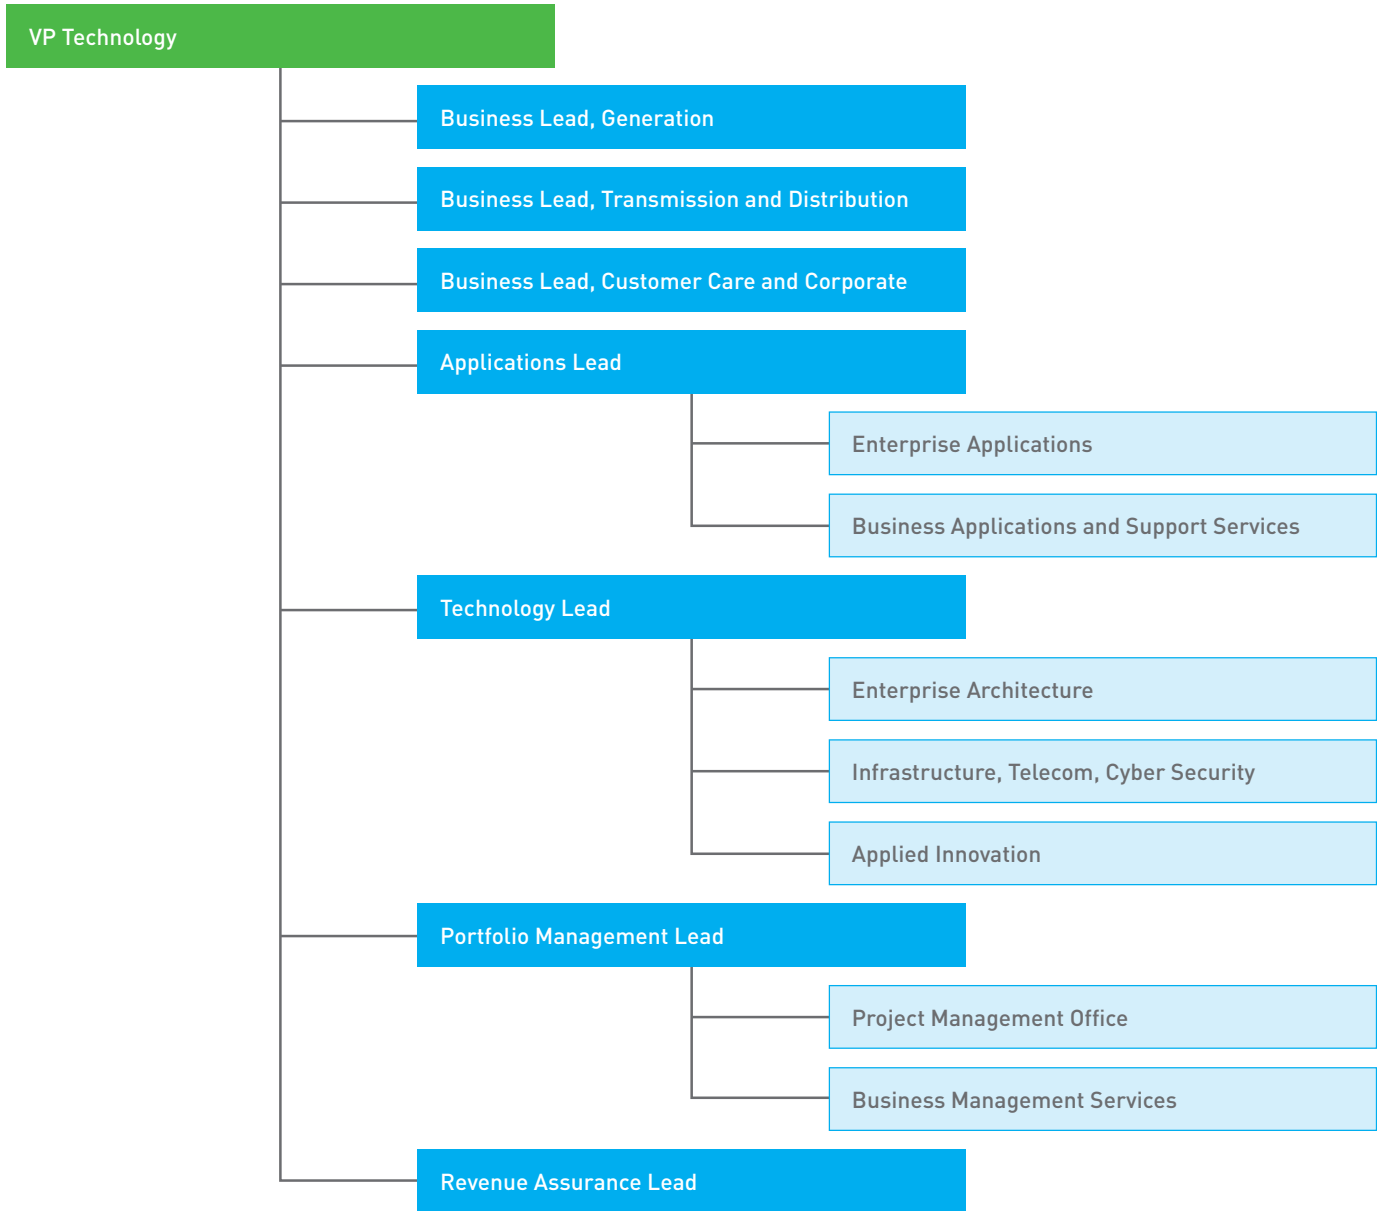 VP Technology
Business Lead, Generation
Business Lead, Transmission and Distribution
Business Lead, Customer Care and Corporate
Applications Lead
Enterprise Applications
Business Applications and Support Services
Technology Lead
Enterprise Architecture
Infrastructure, Telecom, Cyber Security
Applied Innovation
Portfolio Management Lead
Project Management Office
Business Management Services
Revenue Assurance Lead